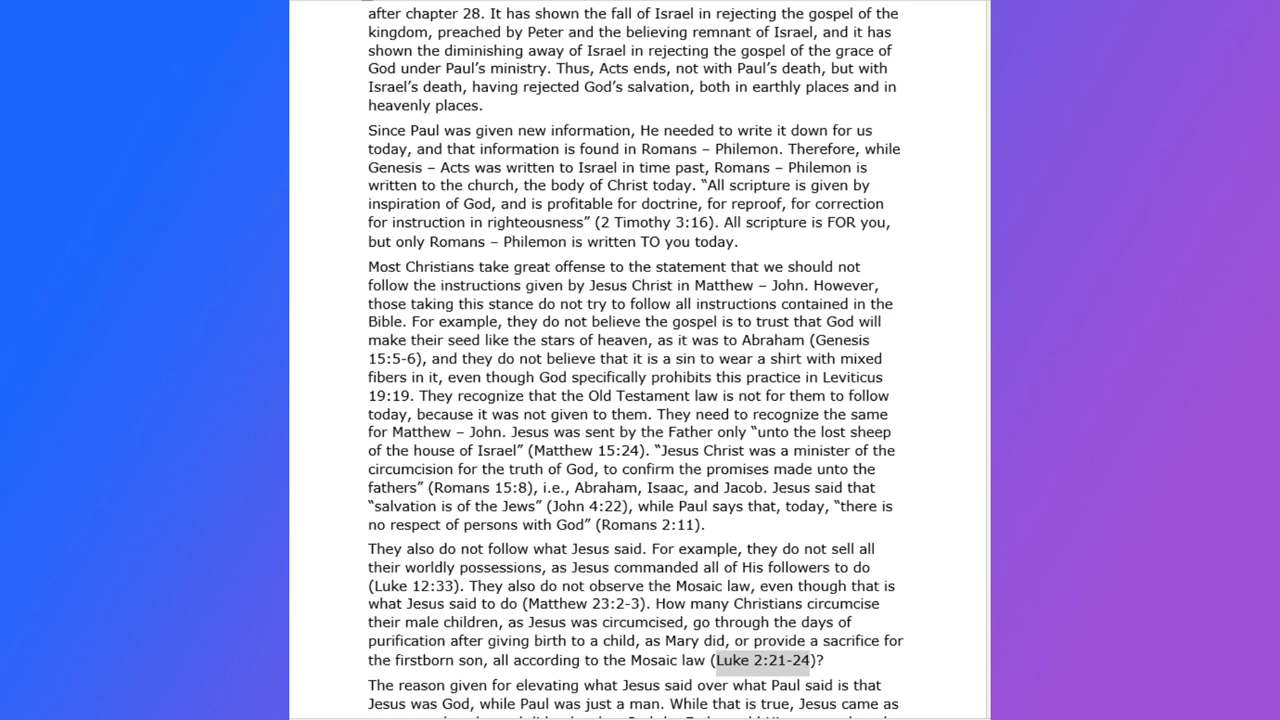 after chapter 28. It has shown the fall of Israel in rejecting the gospel of the
kingdom, preached by Peter and the believing remnant of Israel, and it has
shown the diminishing away of Israel in rejecting the gospel of the grace of
God under Paul’s ministry. Thus, Acts ends, not with Paul’s death, but with
Israel’s death, having rejected God’s salvation, both in earthly places and in
heavenly places.
Since Paul was given new information, He needed to write it down for us
today, and that information is found in Romans – Philemon. Therefore, while
Genesis – Acts was written to Israel in time past, Romans – Philemon is
written to the church, the body of Christ today. “All scripture is given by
inspiration of God, and is profitable for doctrine, for reproof, for correction
for instruction in righteousness” (2 Timothy 3:16). All scripture is FOR you,
but only Romans – Philemon is written TO you today.
Most Christians take great offense to the statement that we should not
follow the instructions given by Jesus Christ in Matthew – John. However,
those taking this stance do not try to follow all instructions contained in the
Bible. For example, they do not believe the gospel is to trust that God will
make their seed like the stars of heaven, as it was to Abraham (Genesis
15:5-6), and they do not believe that it is a sin to wear a shirt with mixed
fibers in it, even though God specifically prohibits this practice in Leviticus
19:19. They recognize that the Old Testament law is not for them to follow
today, because it was not given to them. They need to recognize the same
for Matthew – John. Jesus was sent by the Father only “unto the lost sheep
of the house of Israel” (Matthew 15:24). “Jesus Christ was a minister of the
circumcision for the truth of God, to confirm the promises made unto the
fathers” (Romans 15:8), i.e., Abraham, Isaac, and Jacob. Jesus said that
“salvation is of the Jews” (John 4:22), while Paul says that, today, “there is
no respect of persons with God” (Romans 2:11).
They also do not follow what Jesus said. For example, they do not sell all
their worldly possessions, as Jesus commanded all of His followers to do
(Luke 12:33). They also do not observe the Mosaic law, even though that is
what Jesus said to do (Matthew 23:2-3). How many Christians circumcise
their male children, as Jesus was circumcised, go through the days of
purification after giving birth to a child, as Mary did, or provide a sacrifice for
the firstborn son, all according to the Mosaic law (Luke 2:21-24)?
The reason given for elevating what Jesus said over what Paul said is that
Jesus was God, while Paul was just a man. While that is true, Jesus came as